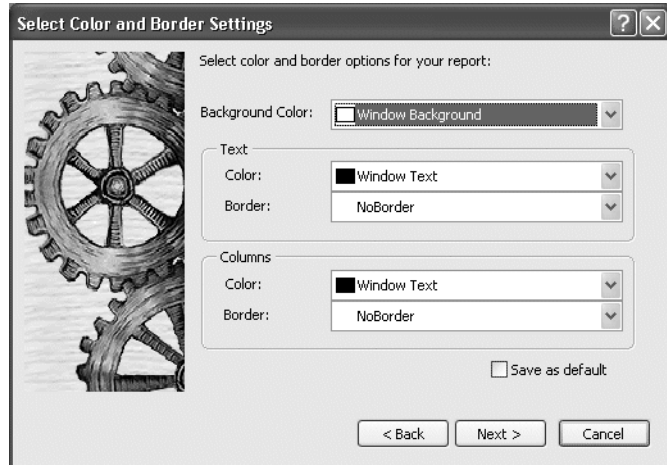 Select Color and Border Settings
Select color and border options for your report:
Background Color: Window Background
Text
Color: Window Text
Border: NoBorder
Columns
Color: Window Text
Border: NoBorder
Save as default
< Back Next > Cancel